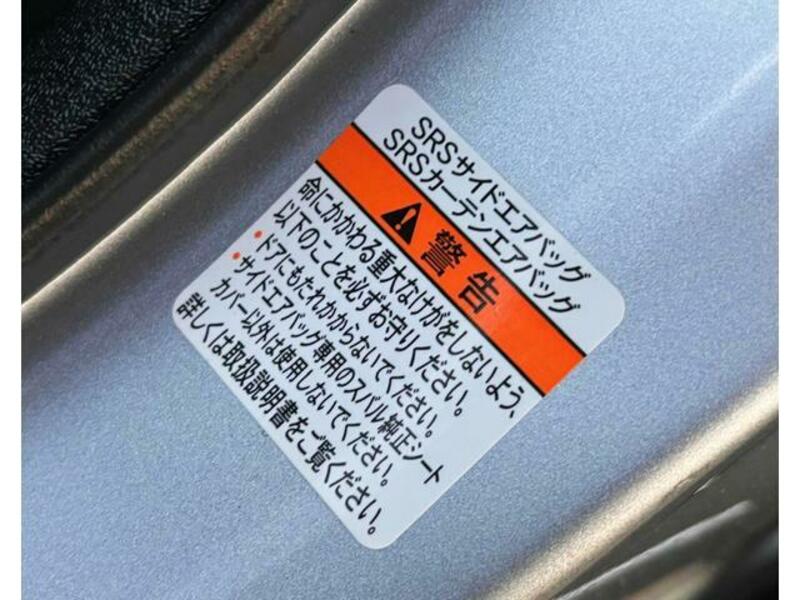 SRSサイドエアバッグ
SRSカーテンエアバッグ
警告
命にかかわる重大なけがをしないよう、
以下のことを必ずお守りください。
・ドアにもたれかからないでください。
・サイドエアバッグ専用のスバル純正シート
カバー以外は使用しないでください。
詳しくは取扱説明書をご覧ください。